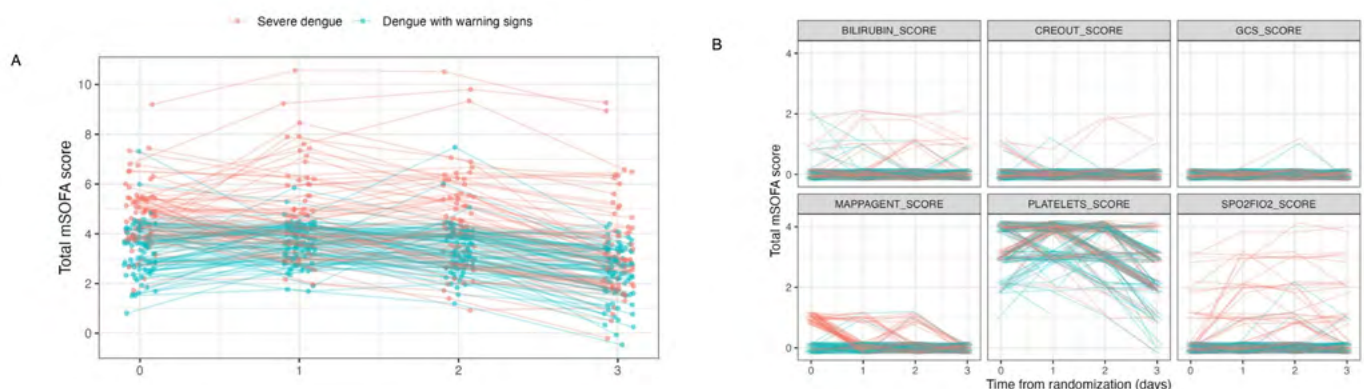 Severe dengue Dengue with warning signs
A
Total mSOFA score
10
8
6
4
2
0
0 1 2 3
B
BILIRUBIN_SCORE CREOUT_SCORE GCS_SCORE
4
2
0
MAPPAGENT_SCORE PLATELETS_SCORE SPO2FIO2_SCORE
4
2
0
Total mSOFA score
0 1 2 3 0 1 2 3 0 1 2 3
Time from randomization (days)